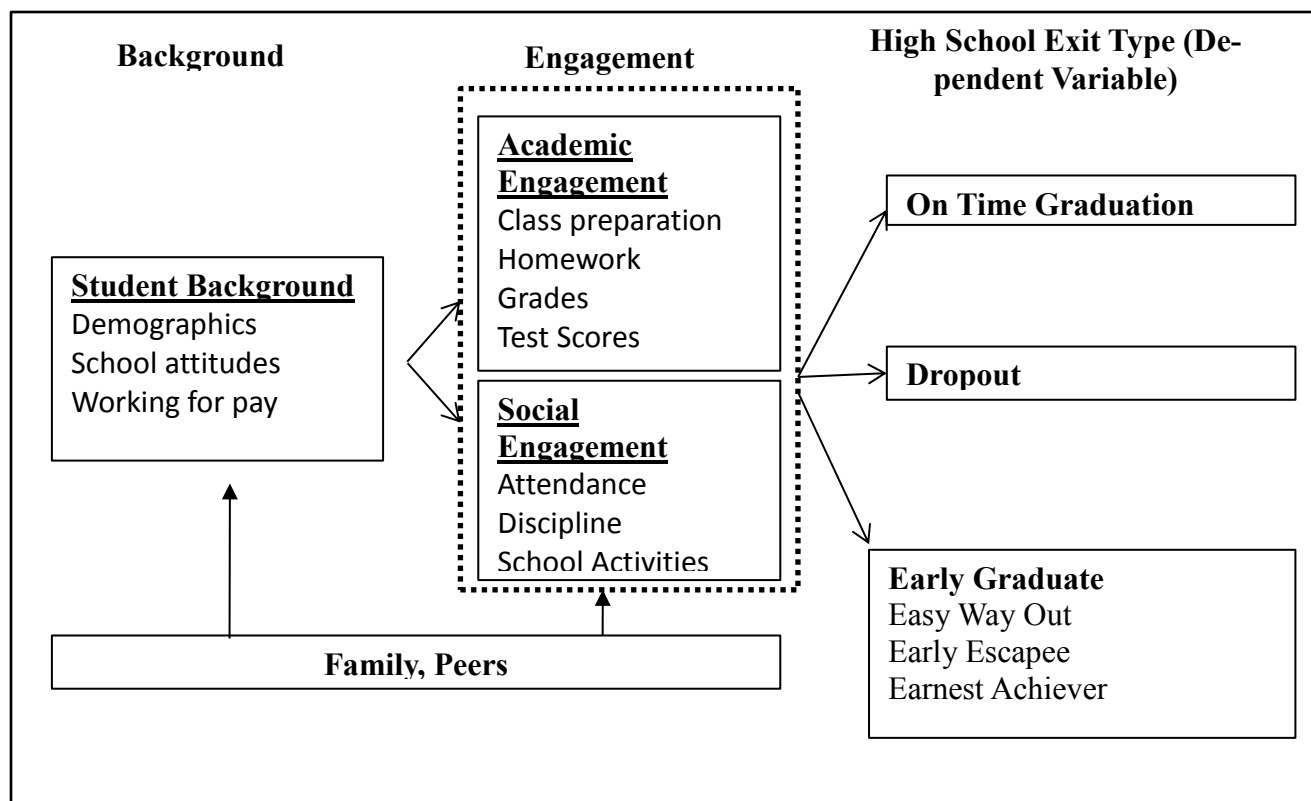 Background
Engagement
High School Exit Type (De-
pendent Variable)
Student Background
Demographics
School attitudes
Working for pay
Academic
Engagement
Class preparation
Homework
Grades
Test Scores
Social
Engagement
Attendance
Discipline
School Activities
On Time Graduation
Dropout
Early Graduate
Easy Way Out
Early Escapee
Earnest Achiever
Family, Peers